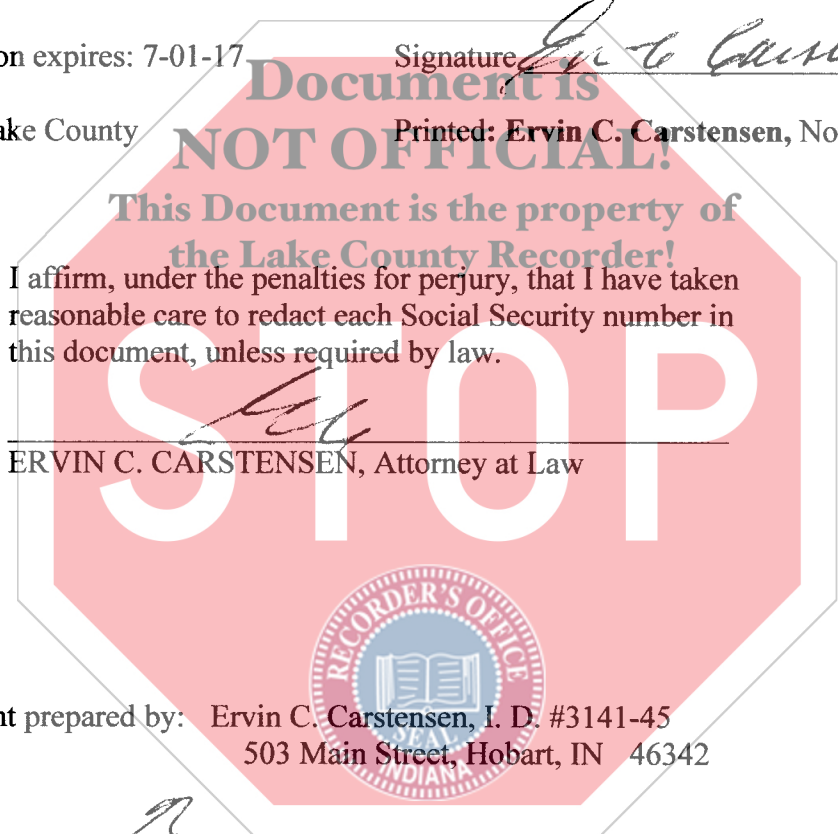 on expires: 7-01-17 Signature
Document is
ake County Printed: Ervin C. Carstensen, No
NOT OFFICIAL!
This Document is the property of
the Lake County Recorder!
I affirm, under the penalties for perjury, that I have taken
reasonable care to redact each Social Security number in
this document, unless required by law.
STOP
ERVIN C. CARSTENSEN, Attorney at Law
RECORDER'S OFFICE
nt prepared by: Ervin C. Carstensen, I. D. #3141-45
SEAL
503 Main Street, Hobart, IN 46342
INDIANA